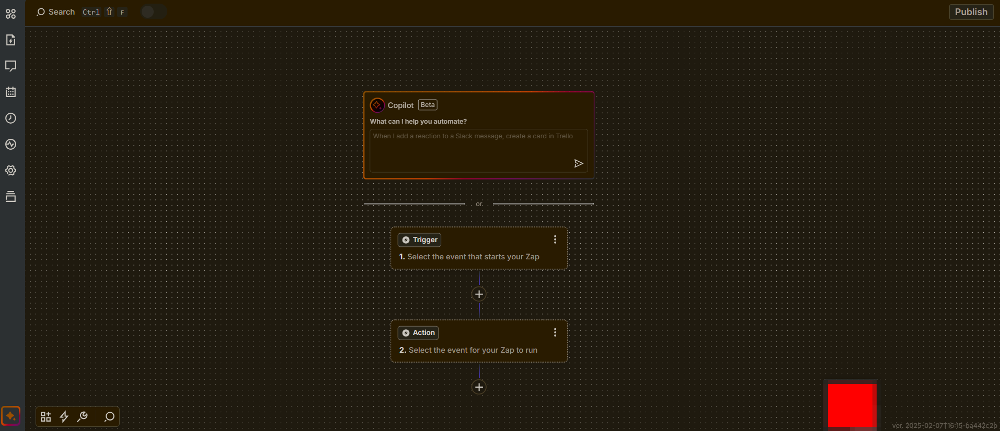 Search Ctrl ⇧ F
Publish
Copilot Beta
What can I help you automate?
When I add a reaction to a Slack message, create a card in Trello
or
Trigger
1. Select the event that starts your Zap
Action
2. Select the event for your Zap to run
ver. 2025-02-07T16:15-ba442c2b